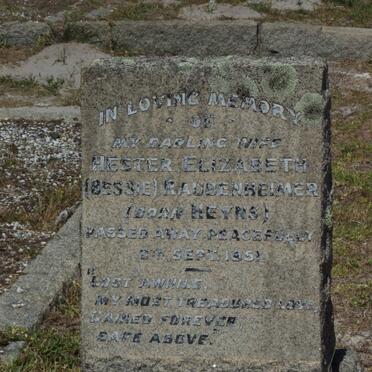 IN LOVING MEMORY
OF
MY DARLING WIFE
HESTER ELIZABETH
(BESSIE) RAUBENHEIMER
(BORN HEYNS)
PASSED AWAY PEACEFULLY
SEPT. 1951
"LOST AWHILE
MY MOST TREASURED LOVE
GAINED FOREVER
SAFE ABOVE."